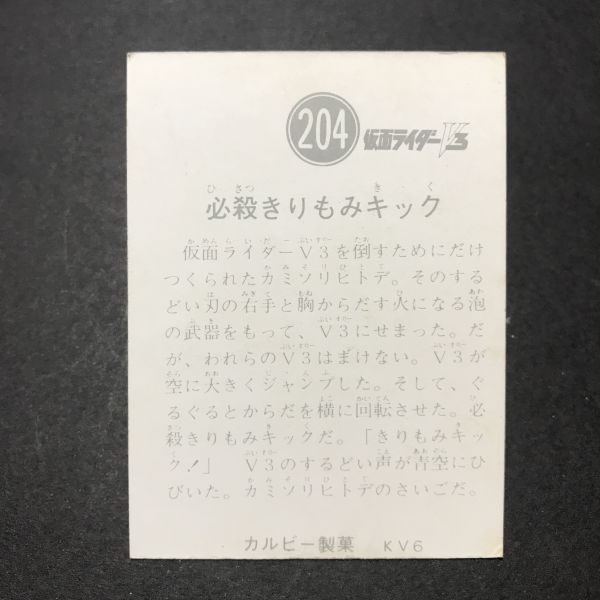 204 仮面ライダーV3
必殺きりもみキック
仮面ライダーV3を倒すためにだけ
つくられたカミソリヒトデ。そのする
どい刃の右手と胸からだす火になる泡
の武器をもって、V3にせまった。だ
が、われらのV3はまけない。V3が
空に大きくジャンプした。そして、ぐ
るぐるとからだを横に回転させた。必
殺きりもみキックだ。「きりもみキッ
ク!」 V3のするどい声が青空にひ
びいた。カミソリヒトデのさいごだ。
カルビー製菓 KV6